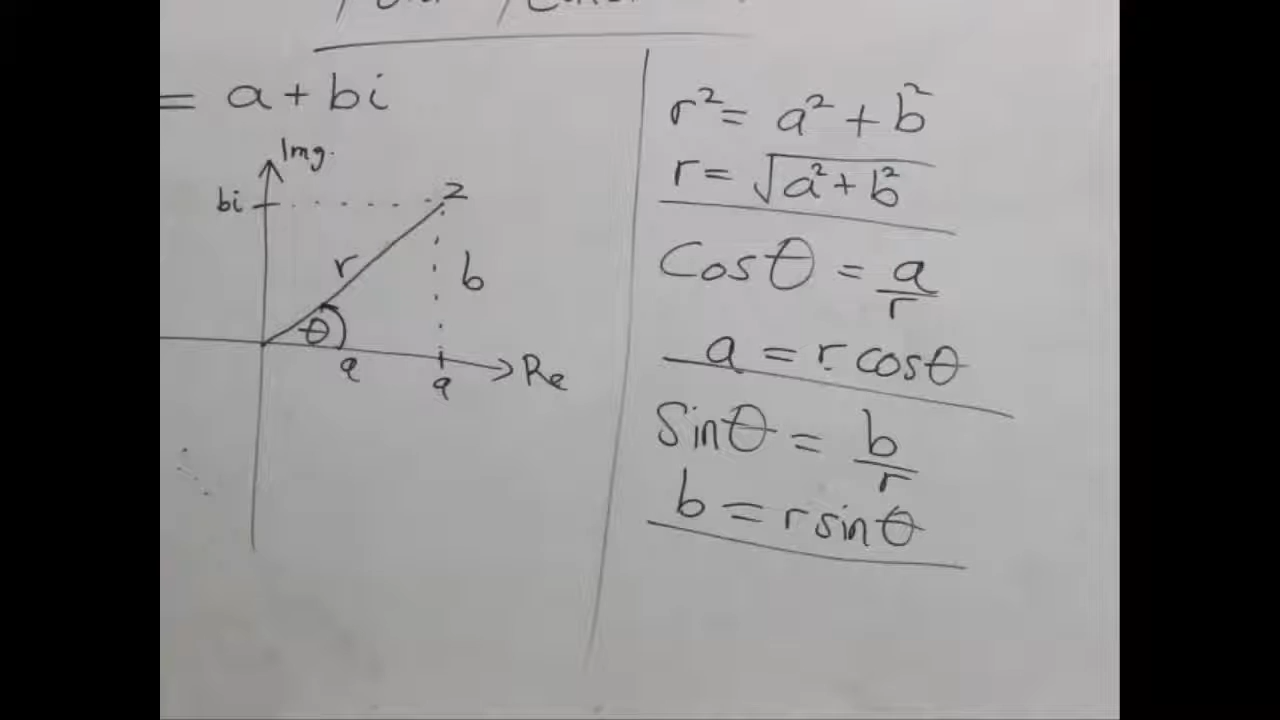 = a + bi
Img.
bi
z
r
b
θ
a
a
Re
r² = a² + b²
r = √a² + b²
Cosθ = a/r
a = r cosθ
Sinθ = b/r
b = r sinθ